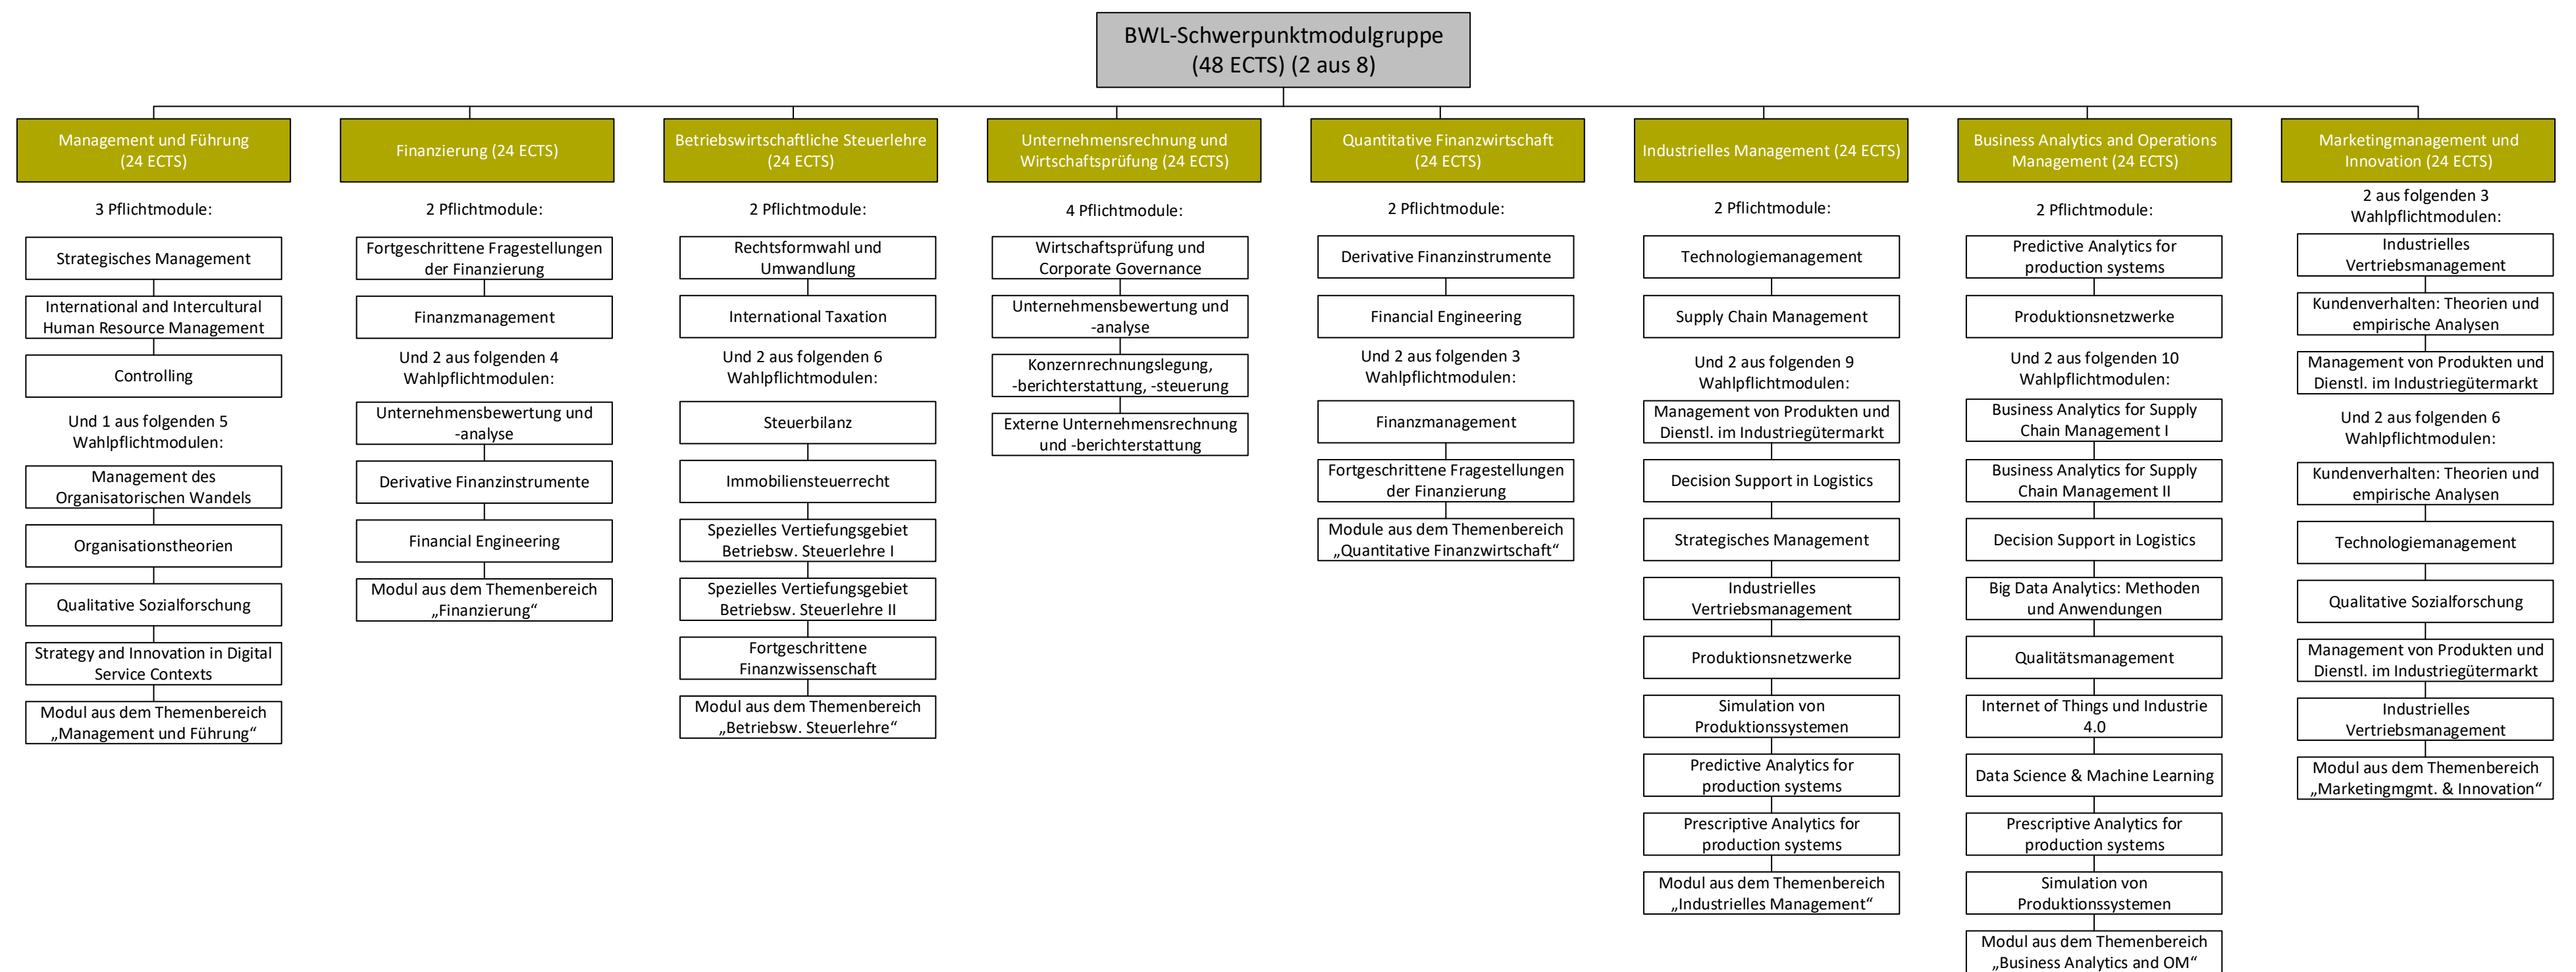 BWL-Schwerpunktmodulgruppe
(48 ECTS) (2 aus 8)
Management und Führung
(24 ECTS)
3 Pflichtmodule:
Strategisches Management
International and Intercultural
Human Resource Management
Controlling
Und 1 aus folgenden 5
Wahlpflichtmodulen:
Management des
Organisatorischen Wandels
Organisationstheorien
Qualitative Sozialforschung
Strategy and Innovation in Digital
Service Contexts
Modul aus dem Themenbereich
„Management und Führung“
Finanzierung (24 ECTS)
2 Pflichtmodule:
Fortgeschrittene Fragestellungen
der Finanzierung
Finanzmanagement
Und 2 aus folgenden 4
Wahlpflichtmodulen:
Unternehmensbewertung und
-analyse
Derivative Finanzinstrumente
Financial Engineering
Modul aus dem Themenbereich
„Finanzierung“
Betriebswirtschaftliche Steuerlehre
(24 ECTS)
2 Pflichtmodule:
Rechtsformwahl und
Umwandlung
International Taxation
Und 2 aus folgenden 6
Wahlpflichtmodulen:
Steuerbilanz
Immobiliensteuerrecht
Spezielles Vertiefungsgebiet
Betriebsw. Steuerlehre I
Spezielles Vertiefungsgebiet
Betriebsw. Steuerlehre II
Fortgeschrittene
Finanzwissenschaft
Modul aus dem Themenbereich
„Betriebsw. Steuerlehre“
Unternehmensrechnung und
Wirtschaftsprüfung (24 ECTS)
4 Pflichtmodule:
Wirtschaftsprüfung und
Corporate Governance
Unternehmensbewertung und
-analyse
Konzernrechnungslegung,
-berichterstattung, -steuerung
Externe Unternehmensrechnung
und -berichterstattung
Quantitative Finanzwirtschaft
(24 ECTS)
2 Pflichtmodule:
Derivative Finanzinstrumente
Financial Engineering
Und 2 aus folgenden 3
Wahlpflichtmodulen:
Finanzmanagement
Fortgeschrittene Fragestellungen
der Finanzierung
Module aus dem Themenbereich
„Quantitative Finanzwirtschaft“
Industrielles Management (24 ECTS)
2 Pflichtmodule:
Technologiemanagement
Supply Chain Management
Und 2 aus folgenden 9
Wahlpflichtmodulen:
Management von Produkten und
Dienstl. im Industriegütermarkt
Decision Support in Logistics
Strategisches Management
Industrielles
Vertriebsmanagement
Produktionsnetzwerke
Simulation von
Produktionssystemen
Predictive Analytics for
production systems
Prescriptive Analytics for
production systems
Modul aus dem Themenbereich
„Industrielles Management“
Business Analytics and Operations
Management (24 ECTS)
2 Pflichtmodule:
Predictive Analytics for
production systems
Produktionsnetzwerke
Und 2 aus folgenden 10
Wahlpflichtmodulen:
Business Analytics for Supply
Chain Management I
Business Analytics for Supply
Chain Management II
Decision Support in Logistics
Big Data Analytics: Methoden
und Anwendungen
Qualitätsmanagement
Internet of Things und Industrie
4.0
Data Science & Machine Learning
Prescriptive Analytics for
production systems
Simulation von
Produktionssystemen
Modul aus dem Themenbereich
„Business Analytics and OM“
Marketingmanagement und
Innovation (24 ECTS)
2 aus folgenden 3
Wahlpflichtmodulen:
Industrielles
Vertriebsmanagement
Kundenverhalten: Theorien und
empirische Analysen
Management von Produkten und
Dienstl. im Industriegütermarkt
Und 2 aus folgenden 6
Wahlpflichtmodulen:
Kundenverhalten: Theorien und
empirische Analysen
Technologiemanagement
Qualitative Sozialforschung
Management von Produkten und
Dienstl. im Industriegütermarkt
Industrielles
Vertriebsmanagement
Modul aus dem Themenbereich
„Marketingmgmt. & Innovation“